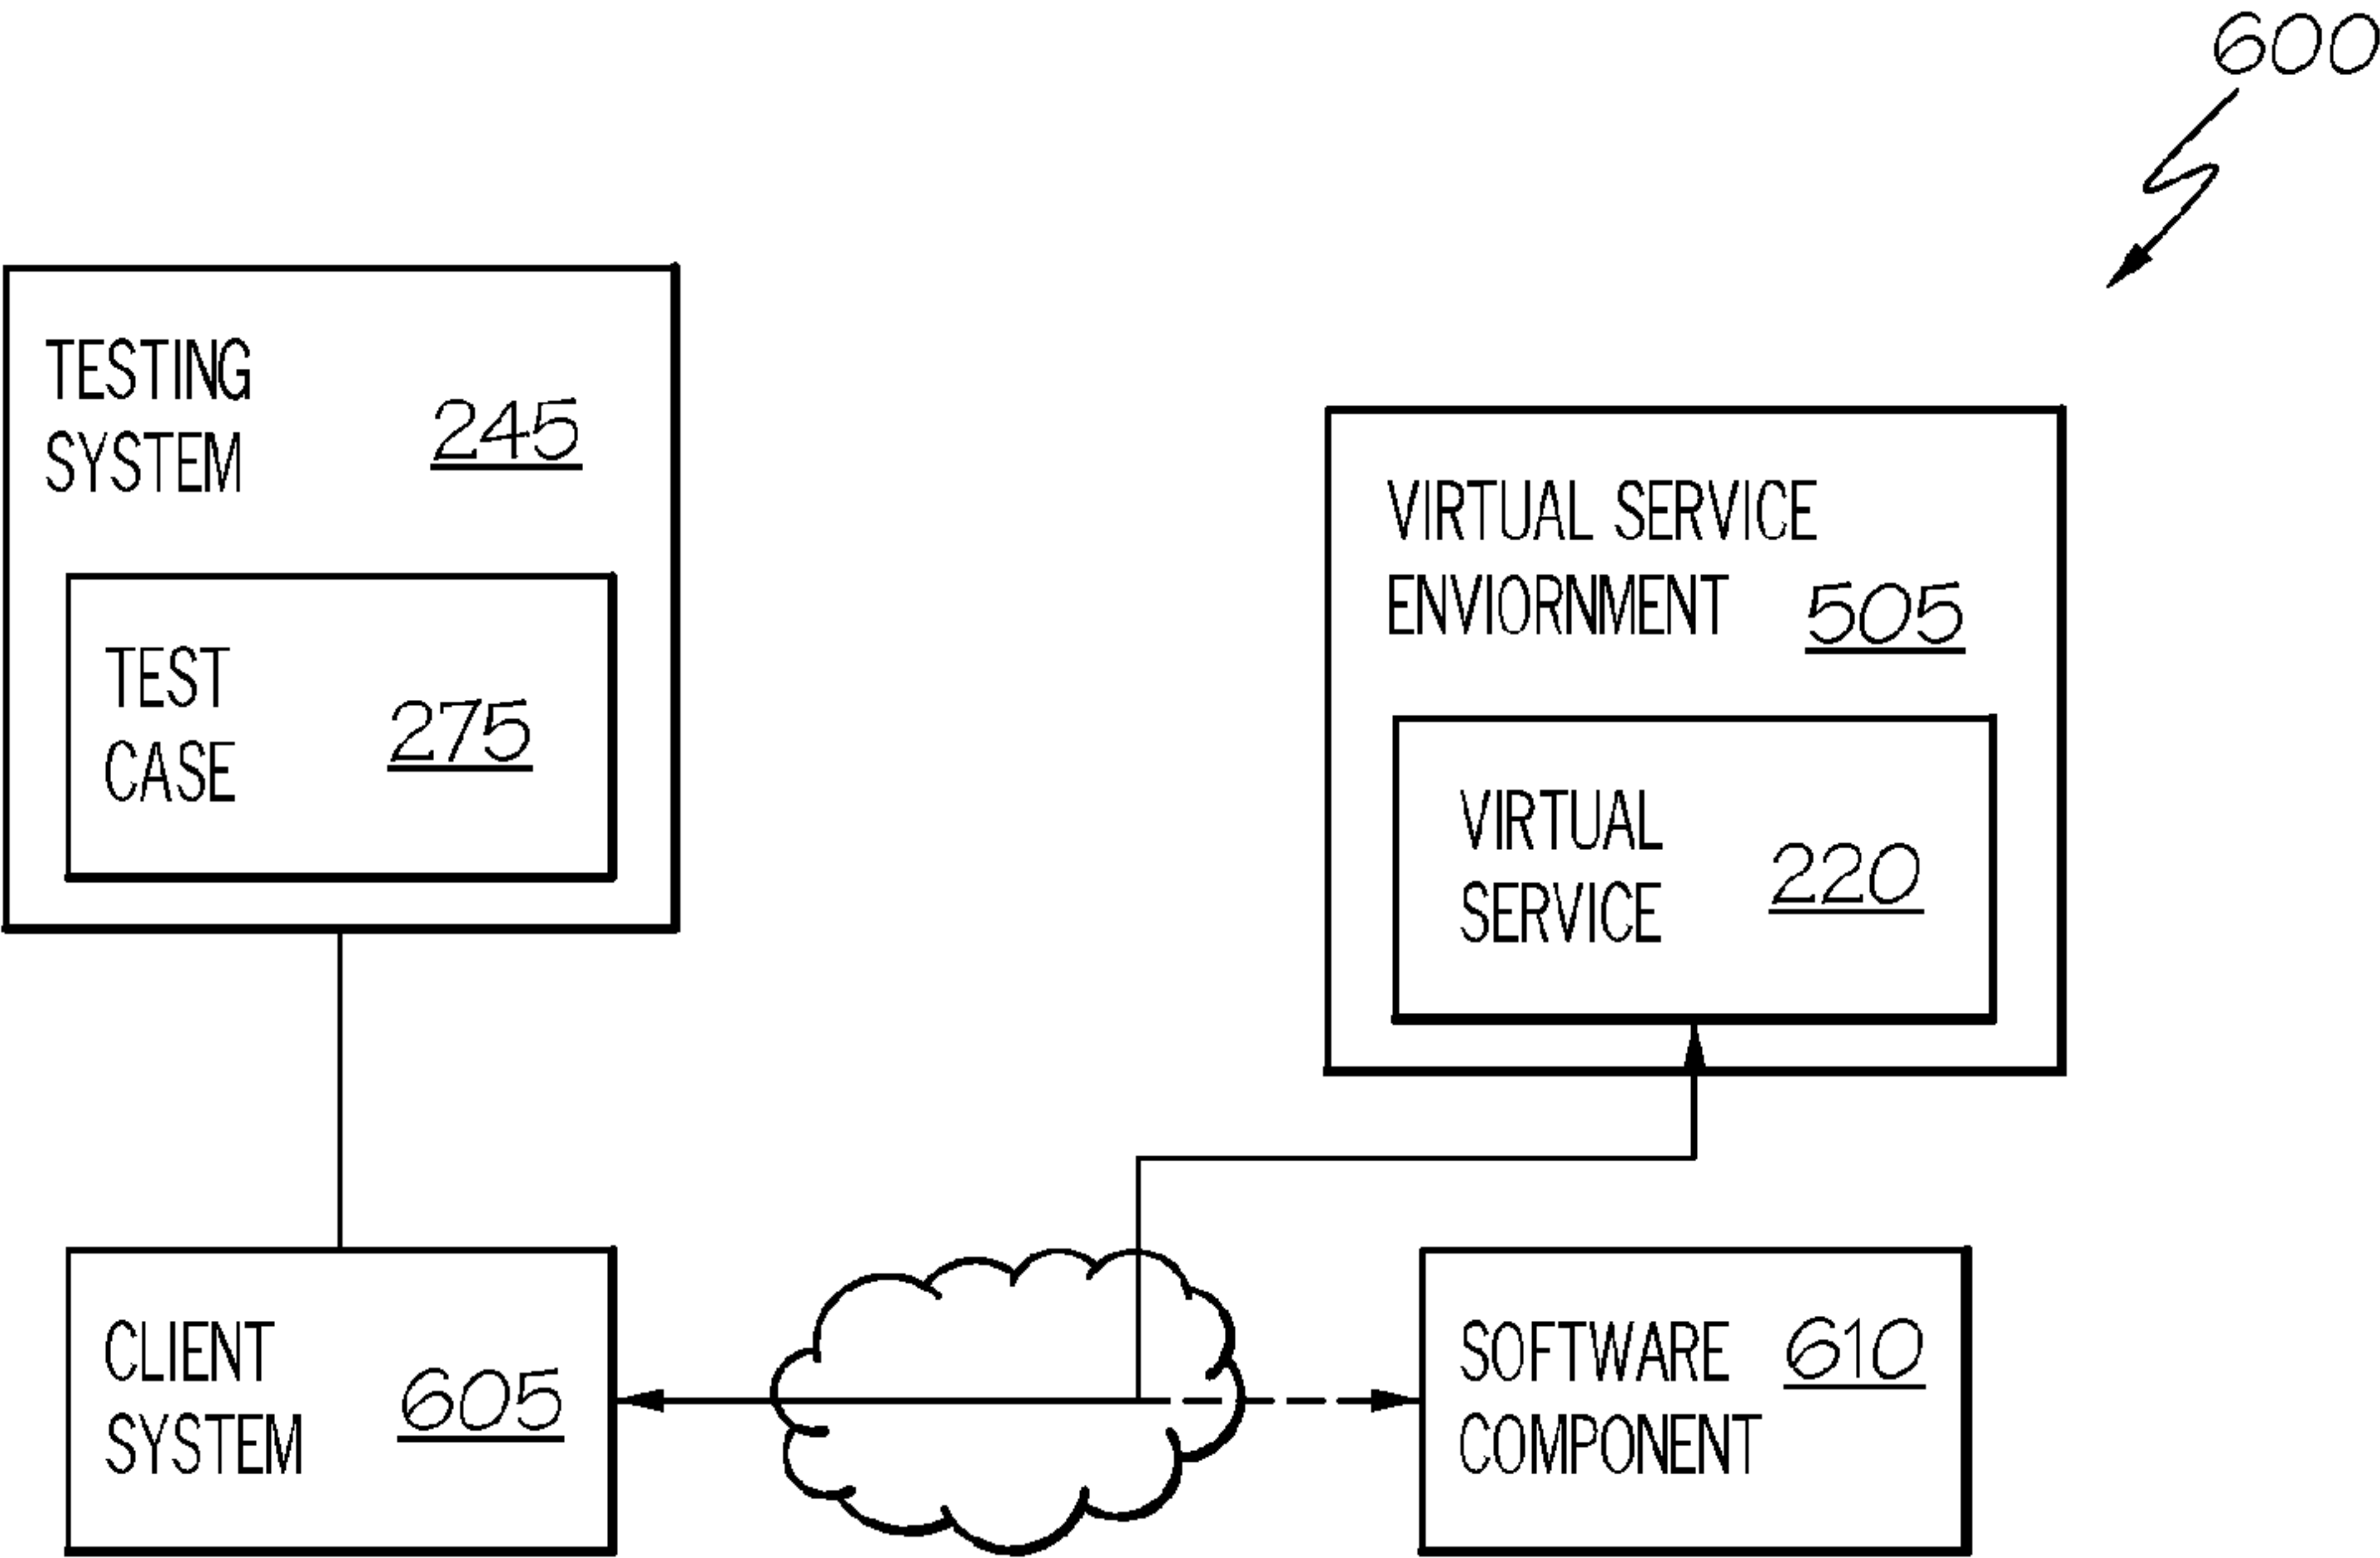 600
TESTING
SYSTEM
245
TEST
CASE
275
VIRTUAL SERVICE
ENVIORNMENT
505
VIRTUAL
SERVICE
220
CLIENT
SYSTEM
605
SOFTWARE
COMPONENT
610